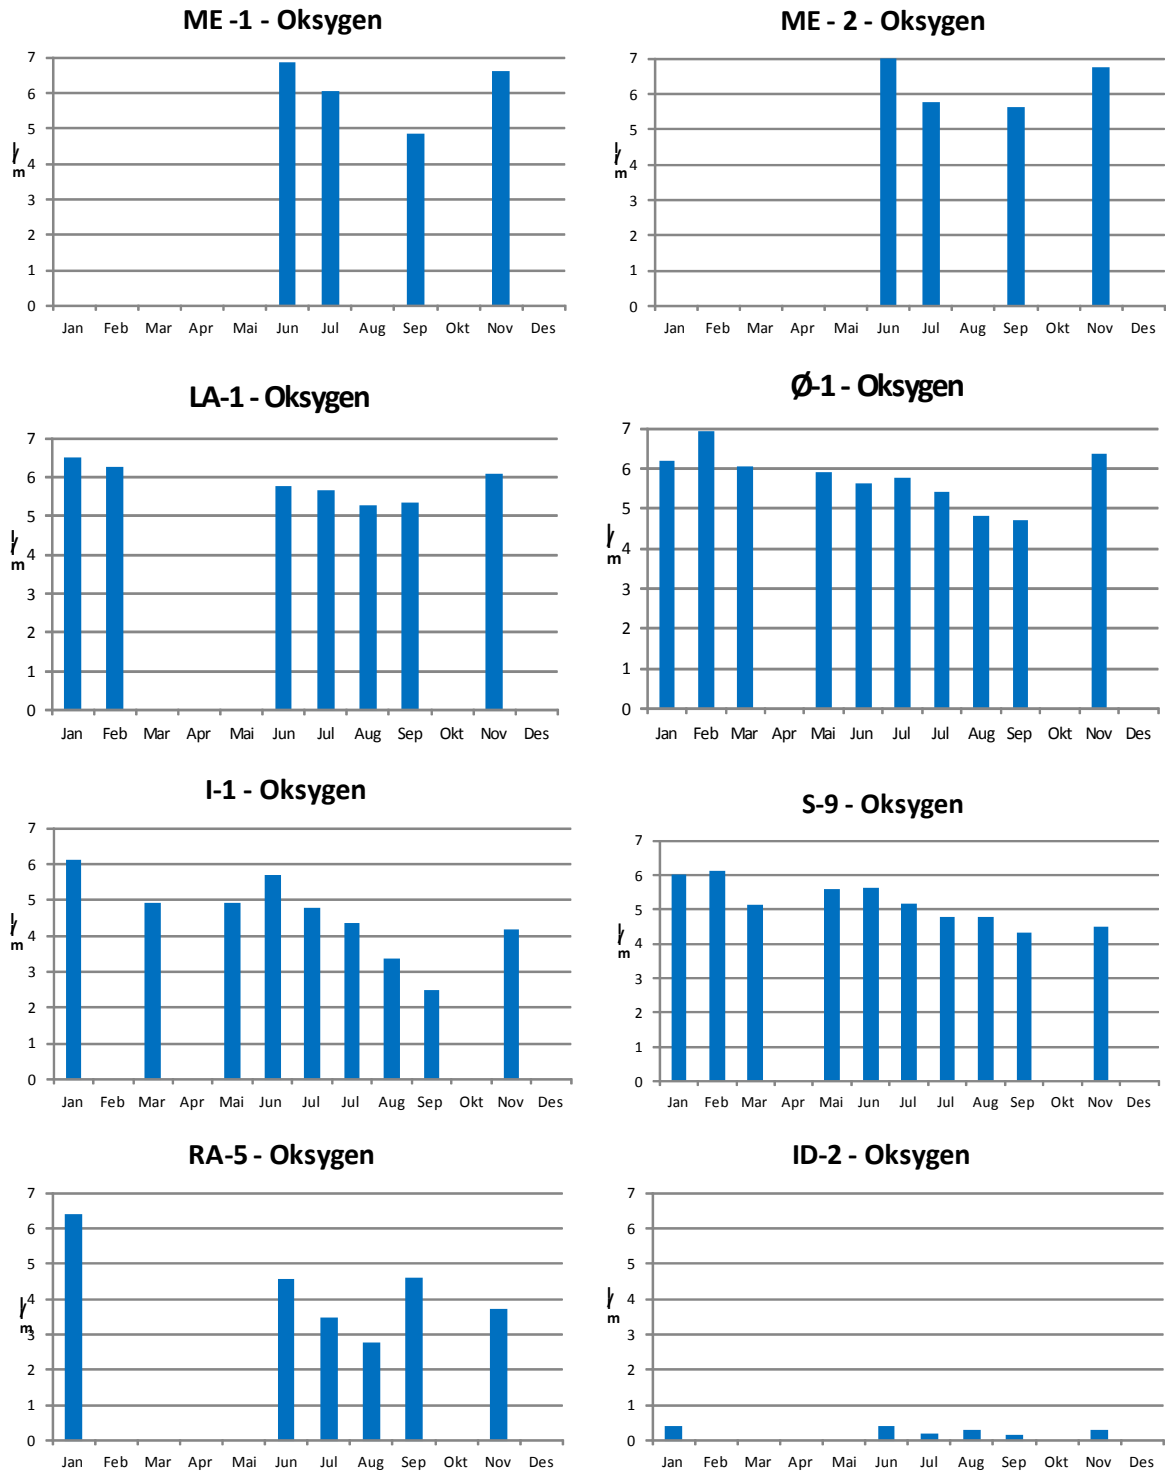 ME -1 - Oksygen
7
6
5
4
3
2
1
0
l/m
Jan Feb Mar Apr Mai Jun Jul Aug Sep Okt Nov Des
ME - 2 - Oksygen
7
6
5
4
3
2
1
0
l/m
Jan Feb Mar Apr Mai Jun Jul Aug Sep Okt Nov Des
LA-1 - Oksygen
7
6
5
4
3
2
1
0
l/m
Jan Feb Mar Apr Mai Jun Jul Aug Sep Okt Nov Des
Ø-1 - Oksygen
7
6
5
4
3
2
1
0
l/m
Jan Feb Mar Apr Mai Jun Jul Jul Aug Sep Okt Nov Des
I-1 - Oksygen
7
6
5
4
3
2
1
0
l/m
Jan Feb Mar Apr Mai Jun Jul Jul Aug Sep Okt Nov Des
S-9 - Oksygen
7
6
5
4
3
2
1
0
l/m
Jan Feb Mar Apr Mai Jun Jul Jul Aug Sep Okt Nov Des
RA-5 - Oksygen
7
6
5
4
3
2
1
0
l/m
Jan Feb Mar Apr Mai Jun Jul Aug Sep Okt Nov Des
ID-2 - Oksygen
7
6
5
4
3
2
1
0
l/m
Jan Feb Mar Apr Mai Jun Jul Aug Sep Okt Nov Des